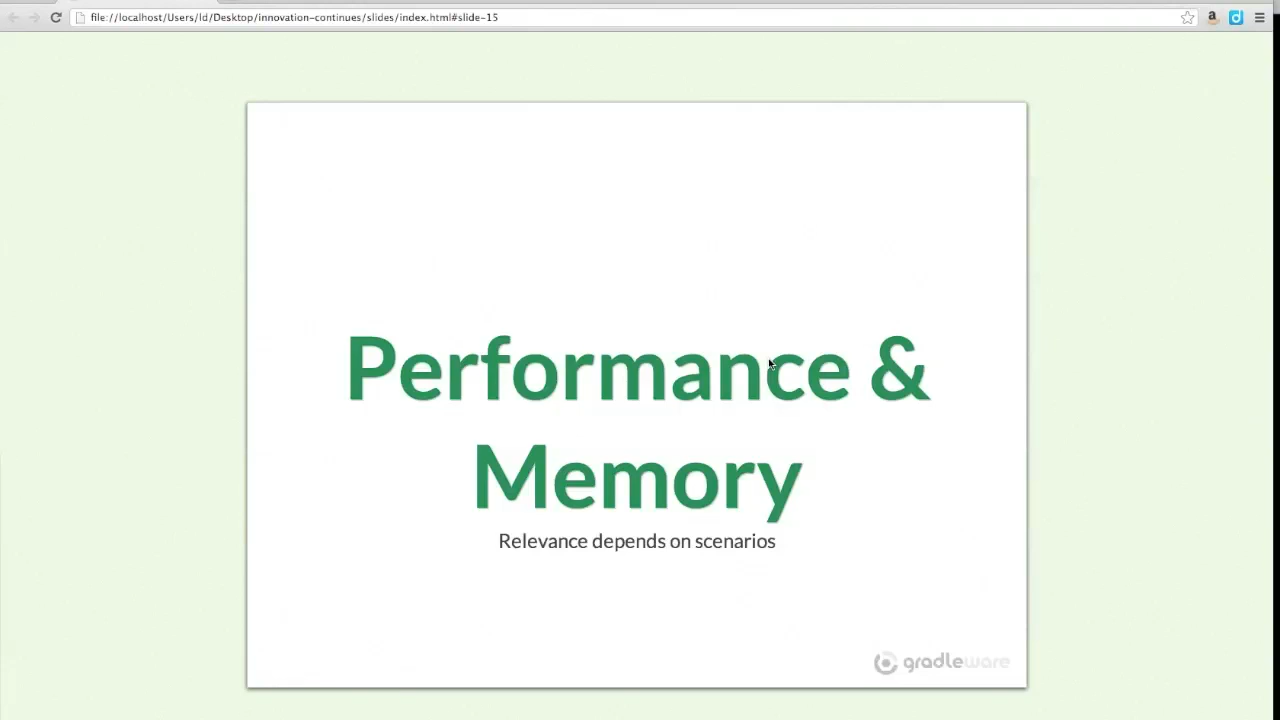 file://localhost/Users/ld/Desktop/innovation-continues/slides/index.html#slide-15
Performance &
Memory
Relevance depends on scenarios
gradleware